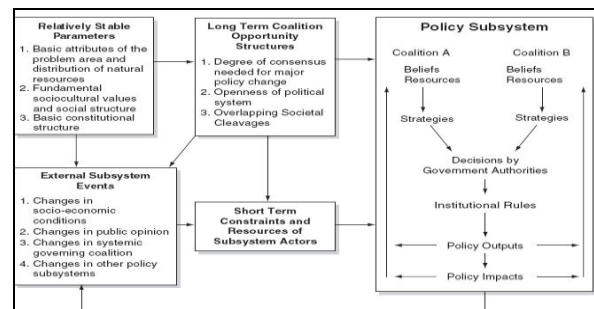 Relatively Stable
Parameters
1. Basic attributes of the
problem area and
distribution of natural
resources
2. Fundamental
sociocultural values
and social structure
3. Basic constitutional
structure
Long Term Coalition
Opportunity
Structures
1. Degree of consensus
needed for major
policy change
2. Openness of political
system
3. Overlapping Societal
Cleavages
External Subsystem
Events
1. Changes in
socio-economic
conditions
2. Changes in public opinion
3. Changes in systemic
governing coalition
4. Changes in other policy
subsystems
Short Term
Constraints and
Resources of
Subsystem Actors
Policy Subsystem
Coalition A Coalition B
Beliefs Beliefs
Resources Resources
Strategies Strategies
Decisions by
Government Authorities
Institutional Rules
Policy Outputs
Policy Impacts